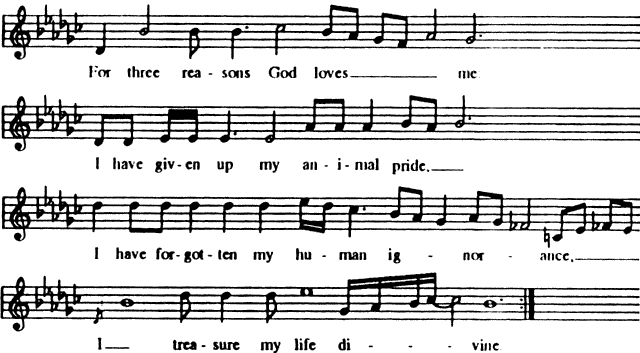 For three rea - sons God loves me.
I have giv - en up my an - i - mal pride.
I have for - got - ten my hu - man ig - nor - ance.
I trea - sure my life di - - - vine